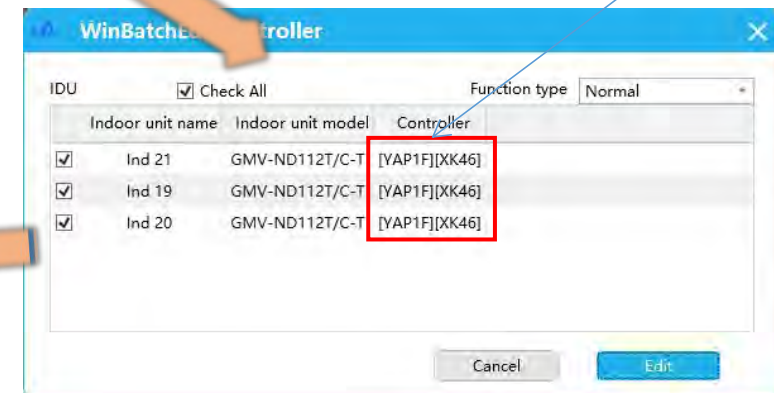 WinBatchE troller
IDU Check All Function type Normal
Indoor unit name Indoor unit model Controller
Ind 21 GMV-ND112T/C-T [YAP1F][XK46]
Ind 19 GMV-ND112T/C-T [YAP1F][XK46]
Ind 20 GMV-ND112T/C-T [YAP1F][XK46]
Cancel Edit